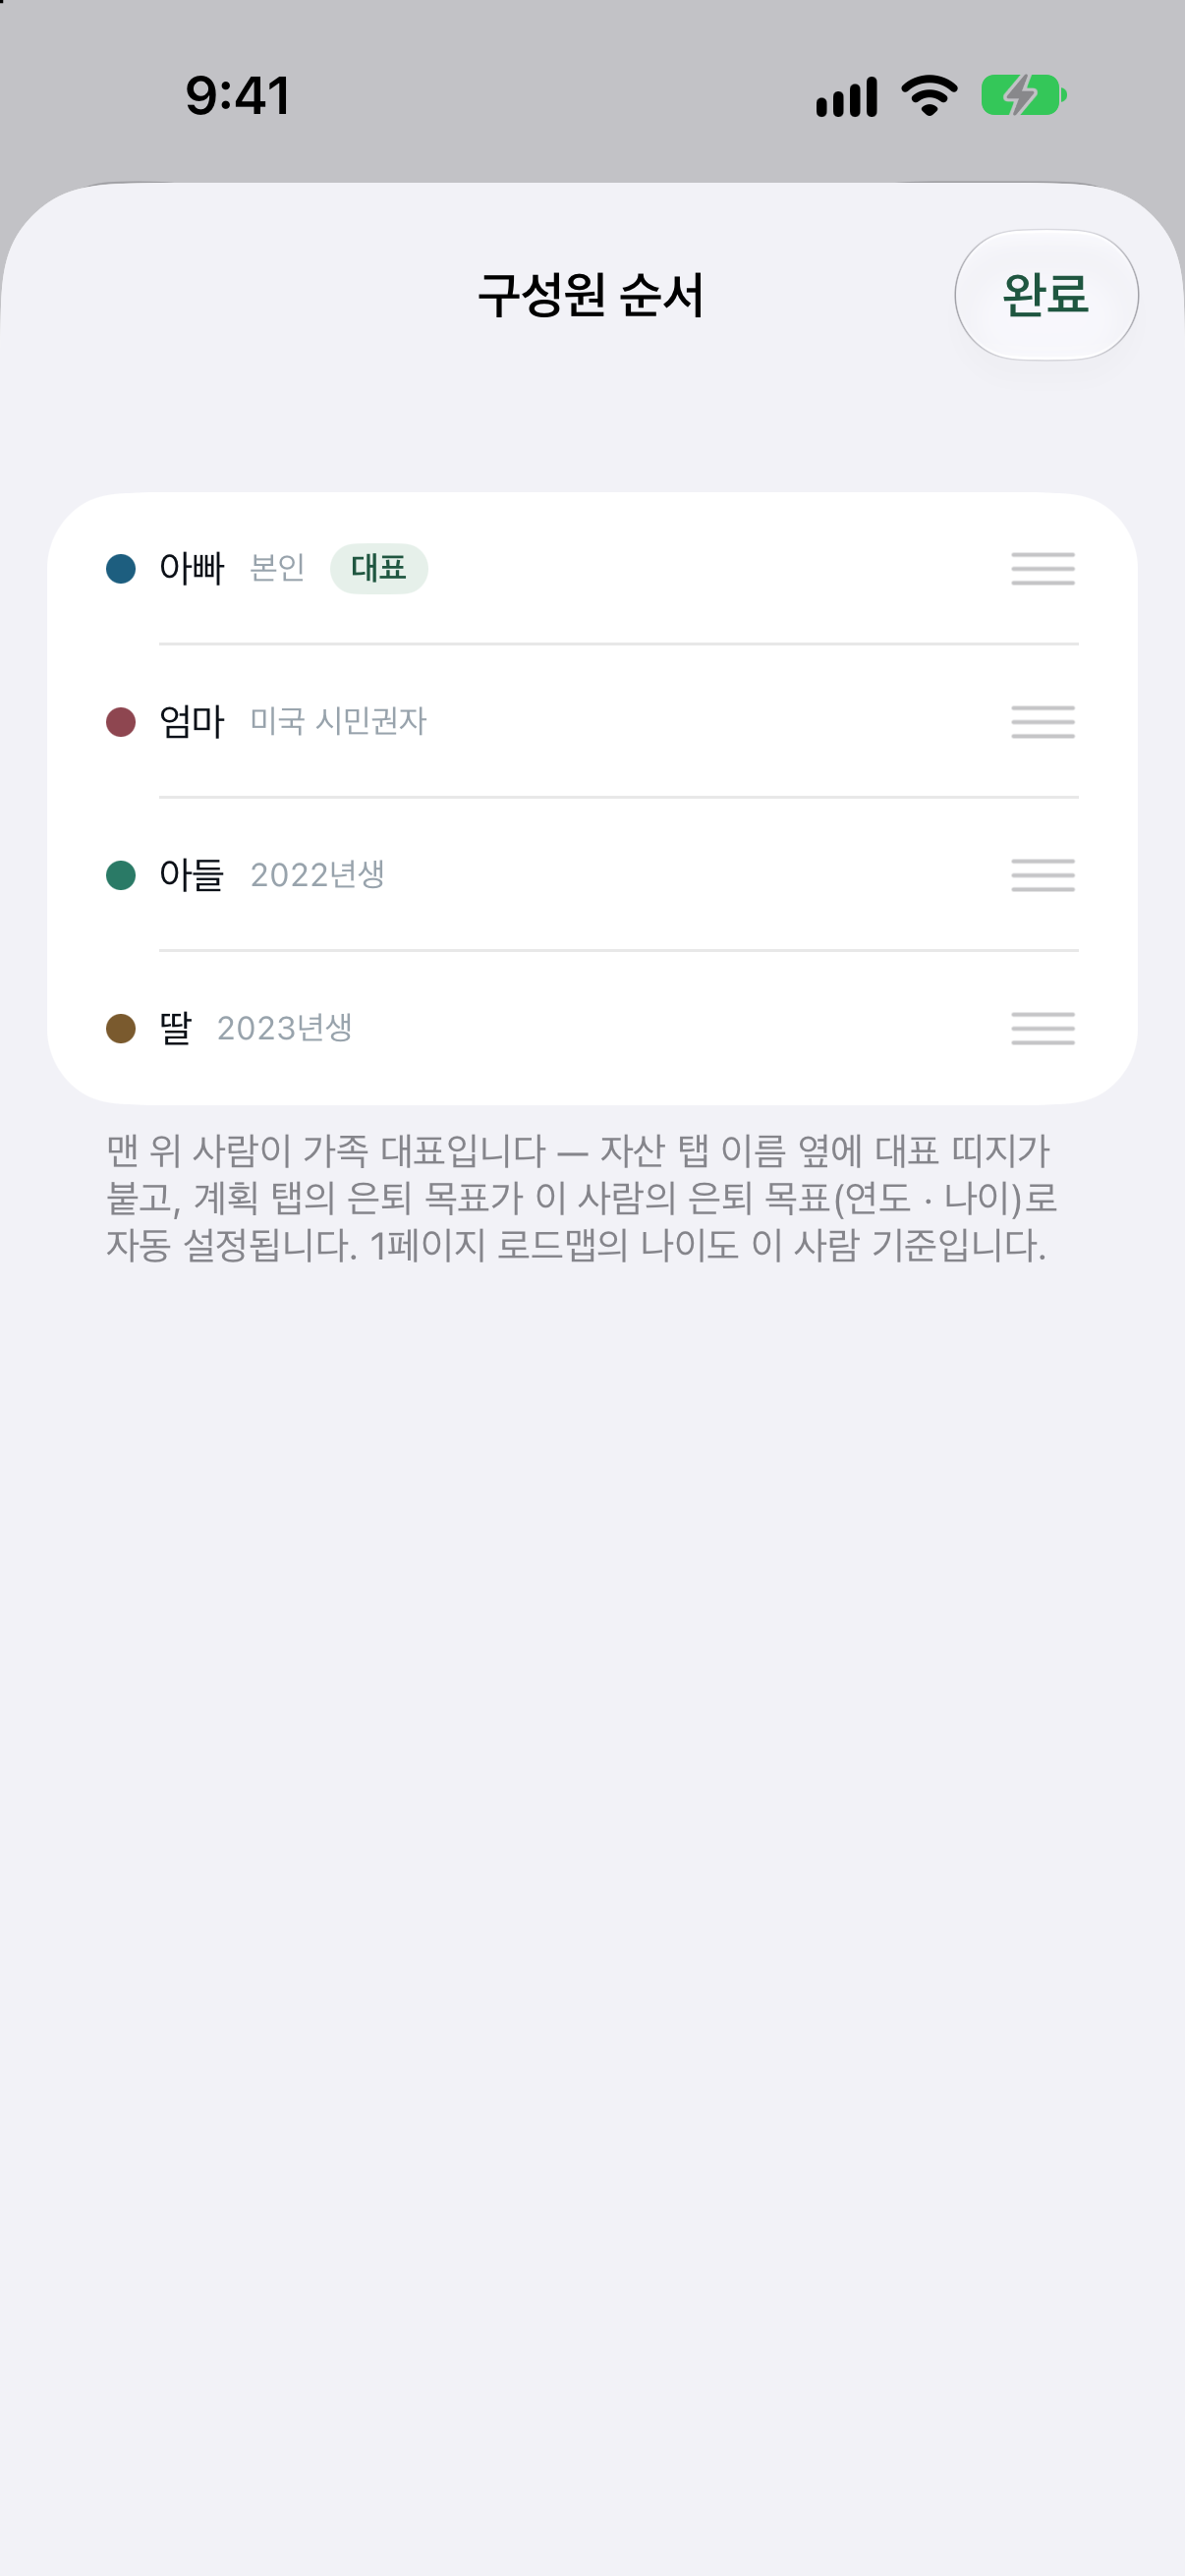 9:41
구성원 순서
완료
아빠 본인 대표
엄마 미국 시민권자
아들 2022년생
딸 2023년생
맨 위 사람이 가족 대표입니다 — 자산 탭 이름 옆에 대표 띠지가
붙고, 계획 탭의 은퇴 목표가 이 사람의 은퇴 목표(연도 · 나이)로
자동 설정됩니다. 1페이지 로드맵의 나이도 이 사람 기준입니다.